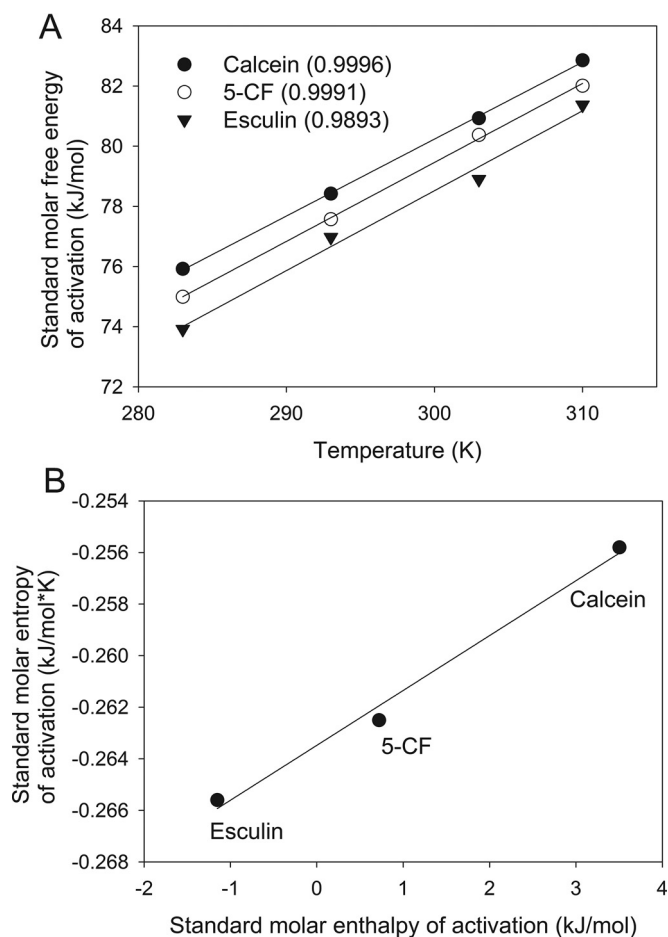 A
Standard molar free energy
of activation (kJ/mol)
84
82
80
78
76
74
72
Calcein (0.9996)
5-CF (0.9991)
Esculin (0.9893)
280
290
300
310
Temperature (K)
B
Standard molar entropy
of activation (kJ/mol*K)
-0.254
-0.256
-0.258
-0.260
-0.262
-0.264
-0.266
-0.268
Calcein
5-CF
Esculin
-2
-1
0
1
2
3
4
Standard molar enthalpy of activation (kJ/mol)